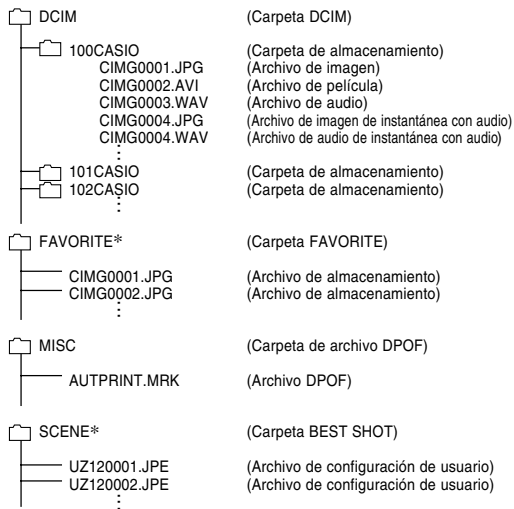 DCIM (Carpeta DCIM)
100CASIO (Carpeta de almacenamiento)
CIMG0001.JPG (Archivo de imagen)
CIMG0002.AVI (Archivo de película)
CIMG0003.WAV (Archivo de audio)
CIMG0004.JPG (Archivo de imagen de instantánea con audio)
CIMG0004.WAV (Archivo de audio de instantánea con audio)
101CASIO (Carpeta de almacenamiento)
102CASIO (Carpeta de almacenamiento)
FAVORITE* (Carpeta FAVORITE)
CIMG0001.JPG (Archivo de almacenamiento)
CIMG0002.JPG (Archivo de almacenamiento)
MISC (Carpeta de archivo DPOF)
AUTPRINT.MRK (Archivo DPOF)
SCENE* (Carpeta BEST SHOT)
UZ120001.JPE (Archivo de configuración de usuario)
UZ120002.JPE (Archivo de configuración de usuario)